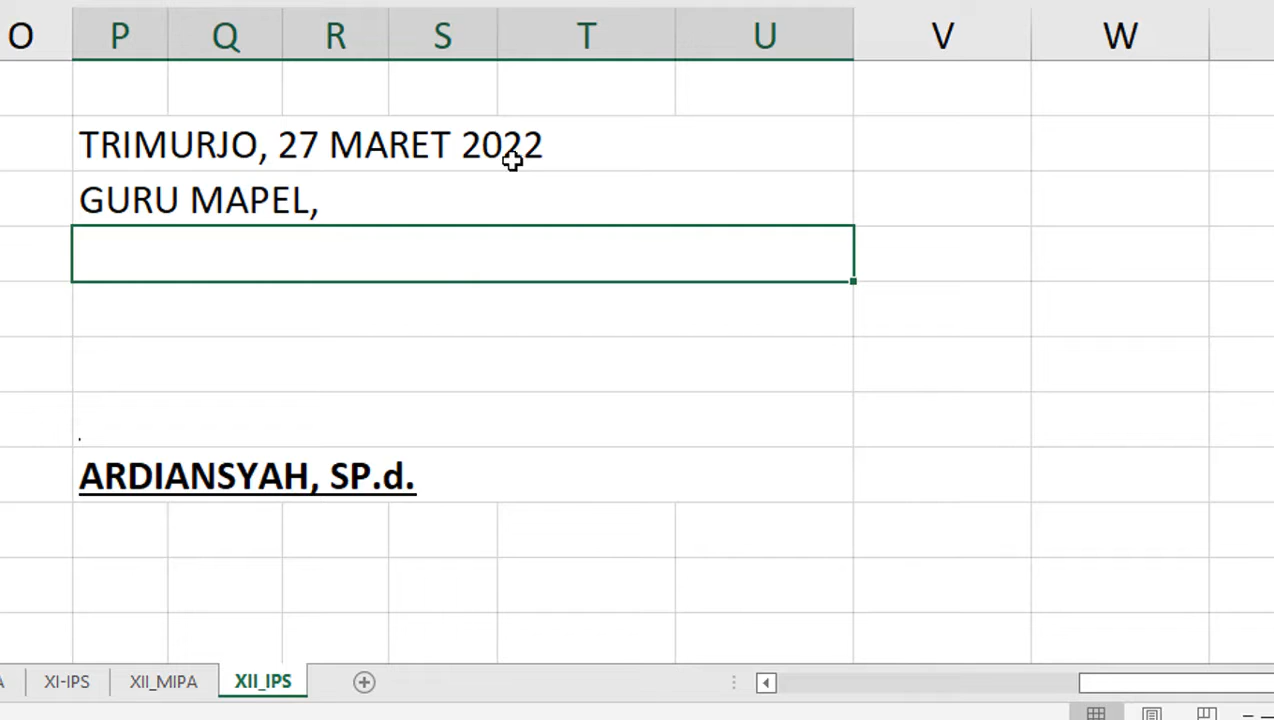 O P Q R S T U V W
TRIMURJO, 27 MARET 2022
GURU MAPEL,
.
ARDIANSYAH, SP.d.
A XI-IPS XII_MIPA XII_IPS